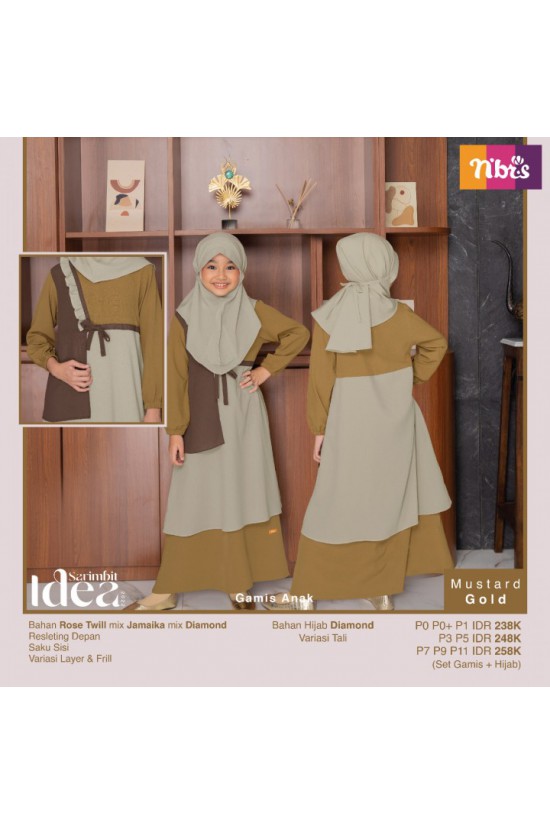 nibr's
Sarimbit
Idea
Gamis Anak
Mustard
Gold
Bahan Rose Twill mix Jamaika mix Diamond
Resleting Depan
Saku Sisi
Variasi Layer & Frill
Bahan Hijab Diamond
Variasi Tali
P0 P0+ P1 IDR 238K
P3 P5 IDR 248K
P7 P9 P11 IDR 258K
(Set Gamis + Hijab)